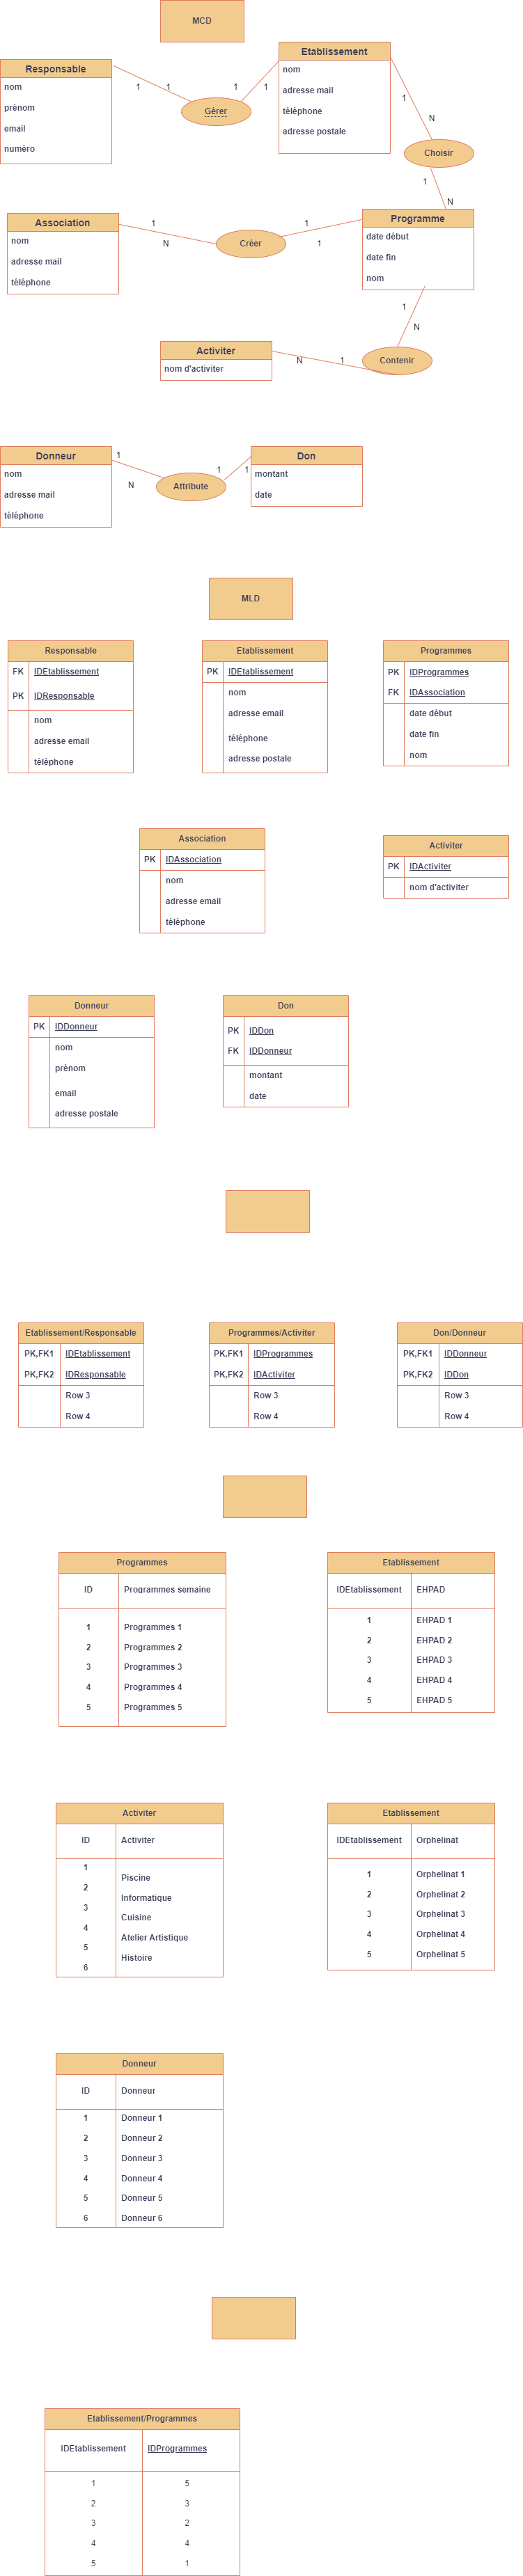 MCD
Etablissement
nom
adresse mail
téléphone
adresse postale
Responsable
nom
prénom
email
numéro
1 1 1 1
Gérer
1
N
Choisir
1
N
Association
nom
adresse mail
téléphone
1
N
Créer
1
1
Programme
date début
date fin
nom
1
N
Activiter
nom d'activiter
N
1
Contenir
Donneur
nom
adresse mail
téléphone
1
N
Attribute
1
1
Don
montant
date
MLD
Responsable
FK IDEtablissement
PK IDResponsable
nom
adresse email
téléphone
Etablissement
PK IDEtablissement
nom
adresse email
téléphone
adresse postale
Programmes
PK IDProgrammes
FK IDAssociation
date début
date fin
nom
Association
PK IDAssociation
nom
adresse email
téléphone
Activiter
PK IDActiviter
nom d'activiter
Donneur
PK IDDonneur
nom
prénom
email
adresse postale
Don
PK IDDon
FK IDDonneur
montant
date
Etablissement/Responsable
PK,FK1 IDEtablissement
PK,FK2 IDResponsable
Row 3
Row 4
Programmes/Activiter
PK,FK1 IDProgrammes
PK,FK2 IDActiviter
Row 3
Row 4
Don/Donneur
PK,FK1 IDDonneur
PK,FK2 IDDon
Row 3
Row 4
Programmes
ID Programmes semaine
1 Programmes 1
2 Programmes 2
3 Programmes 3
4 Programmes 4
5 Programmes 5
Etablissement
IDEtablissement EHPAD
1 EHPAD 1
2 EHPAD 2
3 EHPAD 3
4 EHPAD 4
5 EHPAD 5
Activiter
ID Activiter
1
2
3
4
5
6
Piscine
Informatique
Cuisine
Atelier Artistique
Histoire
Etablissement
IDEtablissement Orphelinat
1 Orphelinat 1
2 Orphelinat 2
3 Orphelinat 3
4 Orphelinat 4
5 Orphelinat 5
Donneur
ID Donneur
1 Donneur 1
2 Donneur 2
3 Donneur 3
4 Donneur 4
5 Donneur 5
6 Donneur 6
Etablissement/Programmes
IDEtablissement IDProgrammes
1 5
2 3
3 2
4 4
5 1